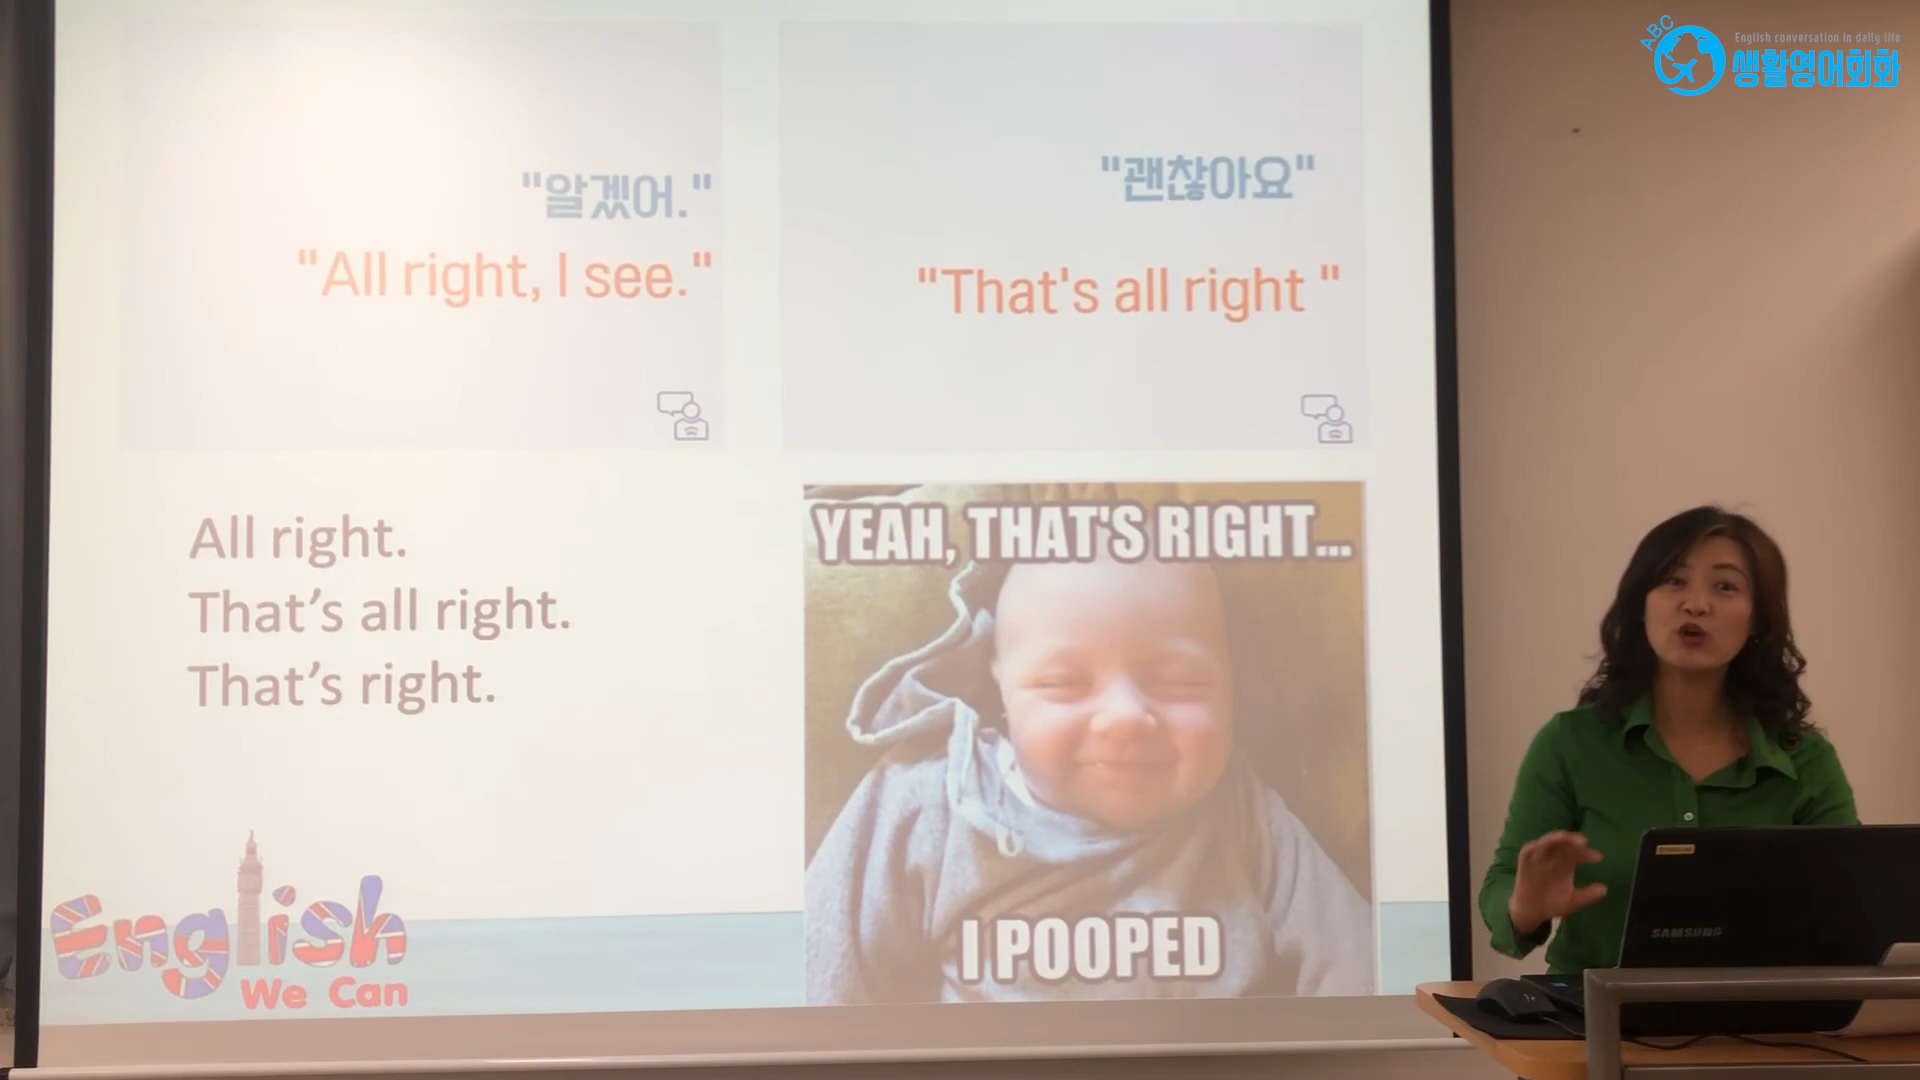 ABC
English conversation in daily life
생활영어회화
"알겠어."
"All right, I see."
"괜찮아요"
"That's all right "
All right.
That's all right.
That's right.
YEAH, THAT'S RIGHT...
I POOPED
English
We Can
SAMSUNG